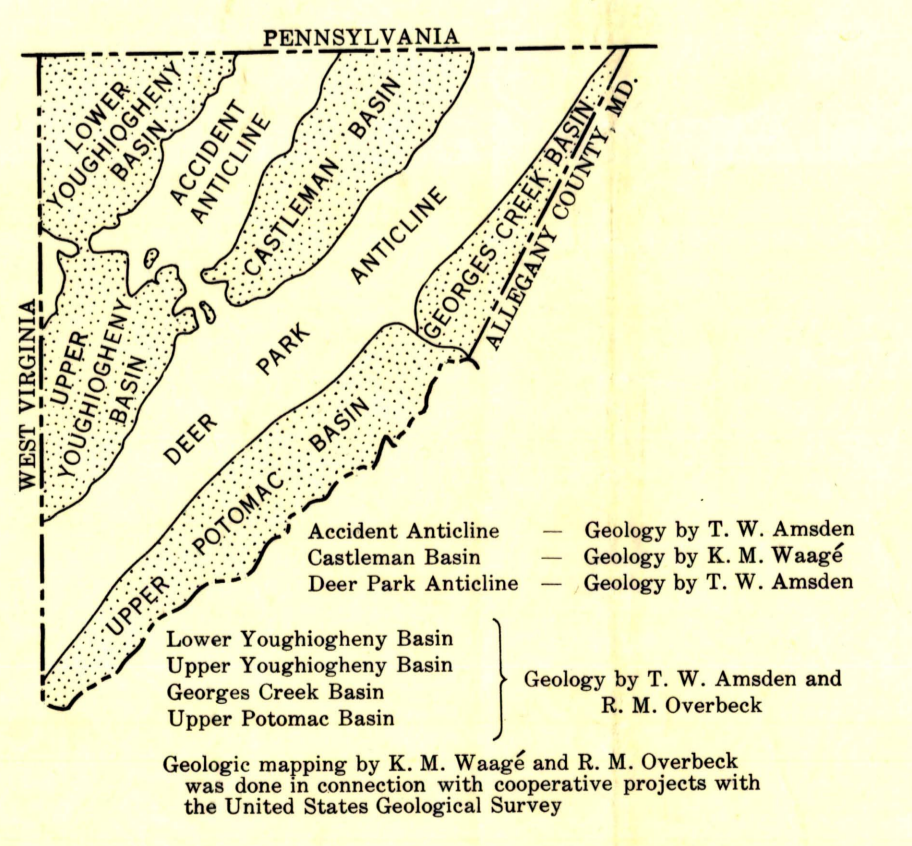 PENNSYLVANIA
LOWER
YOUGHIOGHENY
BASIN
ACCIDENT
ANTICLINE
CASTLEMAN BASIN
GEORGES CREEK BASIN
ALLEGANY COUNTY, MD.
WEST VIRGINIA
UPPER
YOUGHIOGHENY
BASIN
DEER PARK ANTICLINE
UPPER POTOMAC BASIN
Accident Anticline — Geology by T. W. Amsden
Castleman Basin — Geology by K. M. Waagé
Deer Park Anticline — Geology by T. W. Amsden
Lower Youghiogheny Basin
Upper Youghiogheny Basin
Georges Creek Basin
Upper Potomac Basin
Geology by T. W. Amsden and
R. M. Overbeck
Geologic mapping by K. M. Waagé and R. M. Overbeck
was done in connection with cooperative projects with
the United States Geological Survey